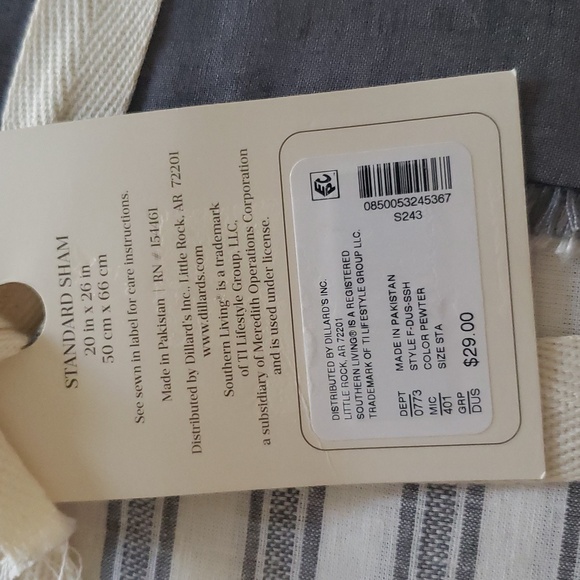 STANDARD SHAM
20 in x 26 in
50 cm x 66 cm
See sewn in label for care instructions.
Made in Pakistan | RN # 154461
Distributed by Dillard's Inc., Little Rock, AR 72201
www.dillards.com
Southern Living® is a trademark
of TI Lifestyle Group, LLC,
a subsidiary of Meredith Operations Corporation
and is used under license.
EPC
0850053245367
S243
DISTRIBUTED BY DILLARD'S INC.
LITTLE ROCK, AR 72201
SOUTHERN LIVING® IS A REGISTERED
TRADEMARK OF TI LIFESTYLE GROUP LLC.
DEPT
0773
MIC
401
GRP
DUS
MADE IN PAKISTAN
STYLE F-DUS-SSH
COLOR PEWTER
SIZE STA
$29.00